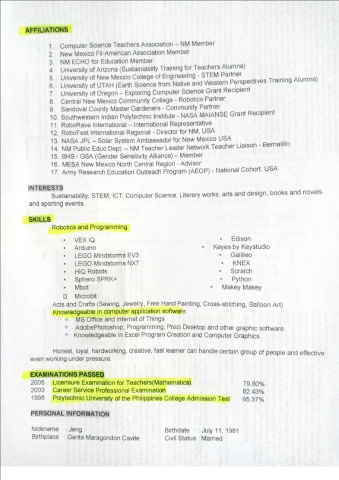 AFFILIATIONS
1. Computer Science Teachers Association – NM Member
2. New Mexico Fil-American Association Member
3. NM ECHO for Education Member
4. University of Arizona (Sustainability Training for Teachers Alumna)
5. University of New Mexico College of Engineering - STEM Partner
6. University of UTAH (Earth Science from Native and Western Perspectives Training Alumna)
7. University of Oregon – Exploring Computer Science Grant Recipient
8. Central New Mexico Community College - Robotics Partner
9. Sandoval County Master Gardeners - Community Partner
10. Southwestern Indian Polytechnic Institute - NASA MAIANSE Grant Recipient
11. RoboRave International – International Representative
12. RoboFest International Regional - Director for NM, USA
13. NASA JPL – Solar System Ambassador for New Mexico USA
14. NM Public Educ Dept. – NM Teacher Leader Network Teacher Liaison - Bernalillo
15. BHS - GSA (Gender Sensitivity Alliance) – Member
16. MESA New Mexico North Central Region - Advisor
17. Army Research Education Outreach Program (AEOP) - National Cohort, USA
INTERESTS
Sustainability, STEM, ICT, Computer Science, Literary works, arts and design, books and novels
and sporting events.
SKILLS
Robotics and Programming
• VEX IQ • Edison
• Arduino • Keyes by Keystudio
• LEGO Mindstorms EV3 • Galilleo
• LEGO Mindstorms NXT • KNEX
• HIQ Robots • Scratch
• Sphero SPRK+ • Python
• Mbot • Makey Makey
Microbit
Acts and Crafts (Sewing, Jewelry, Free Hand Painting, Cross-stitching, Balloon Art)
Knowledgeable in computer application software:
MS Office and Internet of Things
AdobePhotoshop, Programming, Prezi Desktop and other graphic software
Knowledgeable in Excel Program Creation and Computer Graphics
Honest, loyal, hardworking, creative, fast learner can handle certain group of people and effective
even working under pressure.
EXAMINATIONS PASSED
2005 Licensure Examination for Teachers(Mathematics) 79.80%
2003 Career Service Professional Examination 82.43%
1998 Polytechnic University of the Philippines College Admission Test 95.37%
PERSONAL INFORMATION
Nickname : Jeng Birthdate : July 11, 1981
Birthplace : Garita Maragondon Cavite Civil Status : Married